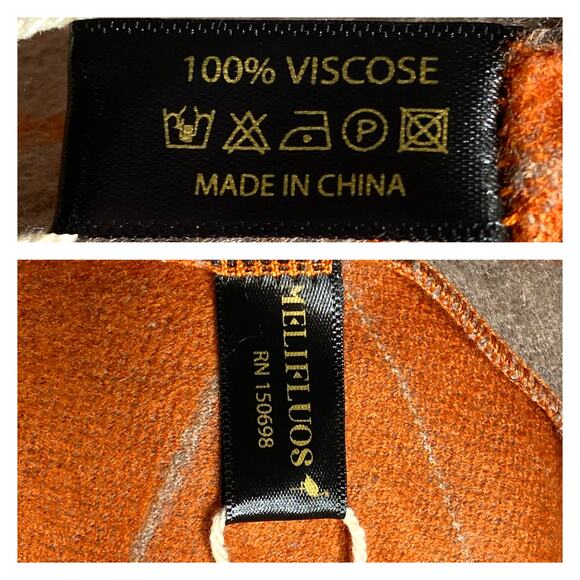 100% VISCOSE
P
MADE IN CHINA
MELIFLUOS
RN 150698